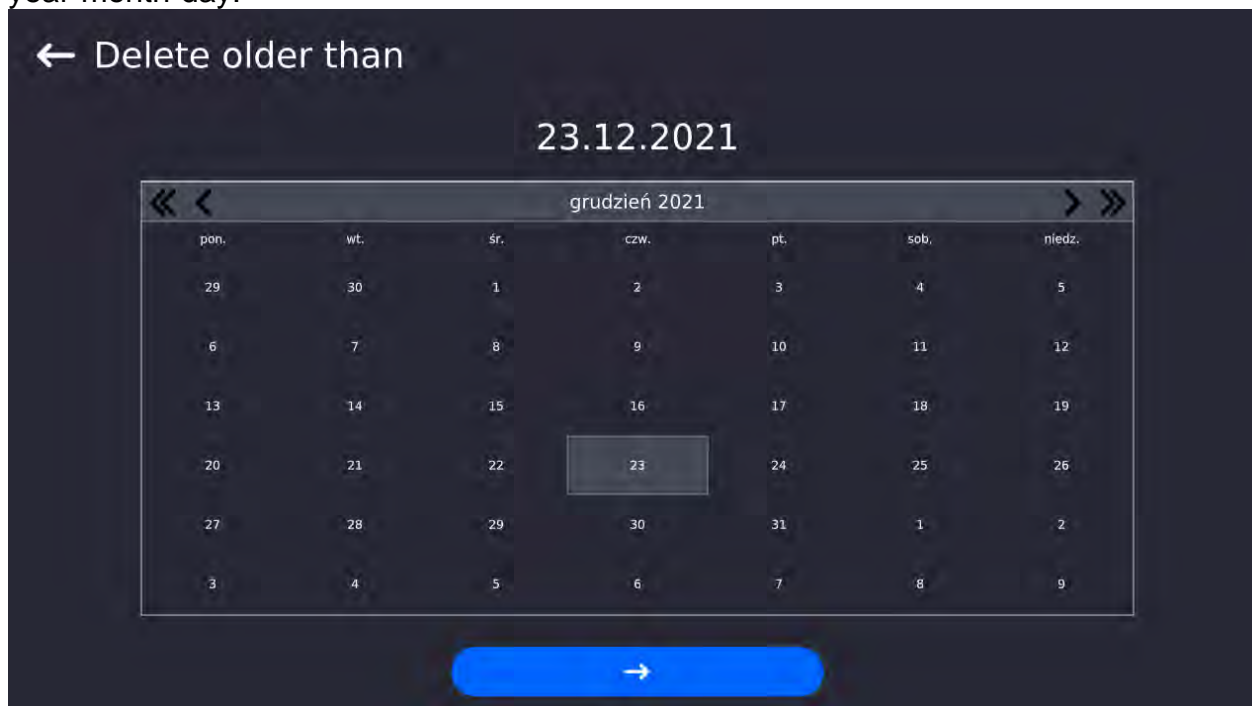 year-month-day.
← Delete older than
23.12.2021
grudzień 2021
pon. wt. śr. czw. pt. sob. niedz.
29 30 1 2 3 4 5
6 7 8 9 10 11 12
13 14 15 16 17 18 19
20 21 22 23 24 25 26
27 28 29 30 31 1 2
3 4 5 6 7 8 9
→